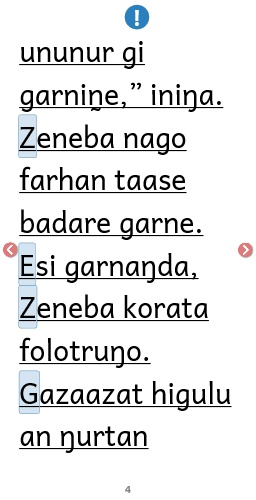 ununur gi
garniṉe,” iniŋa.
Zeneba nago
farhan taase
badare garne.
Esi garnaŋda,
Zeneba korata
folotruŋo.
Gazaazat higulu
an ŋurtan
4